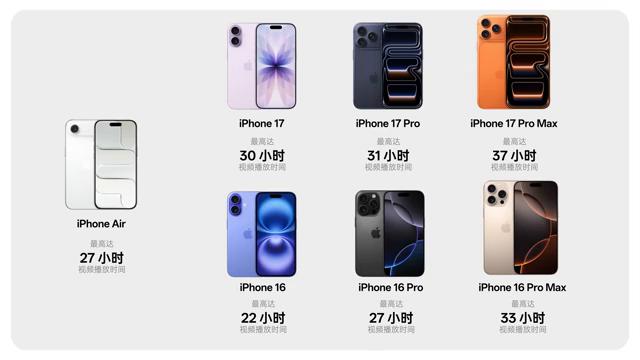 iPhone 17
最高达
30 小时
视频播放时间
iPhone 17 Pro
最高达
31 小时
视频播放时间
iPhone 17 Pro Max
最高达
37 小时
视频播放时间
iPhone Air
最高达
27 小时
视频播放时间
iPhone 16
最高达
22 小时
视频播放时间
iPhone 16 Pro
最高达
27 小时
视频播放时间
iPhone 16 Pro Max
最高达
33 小时
视频播放时间